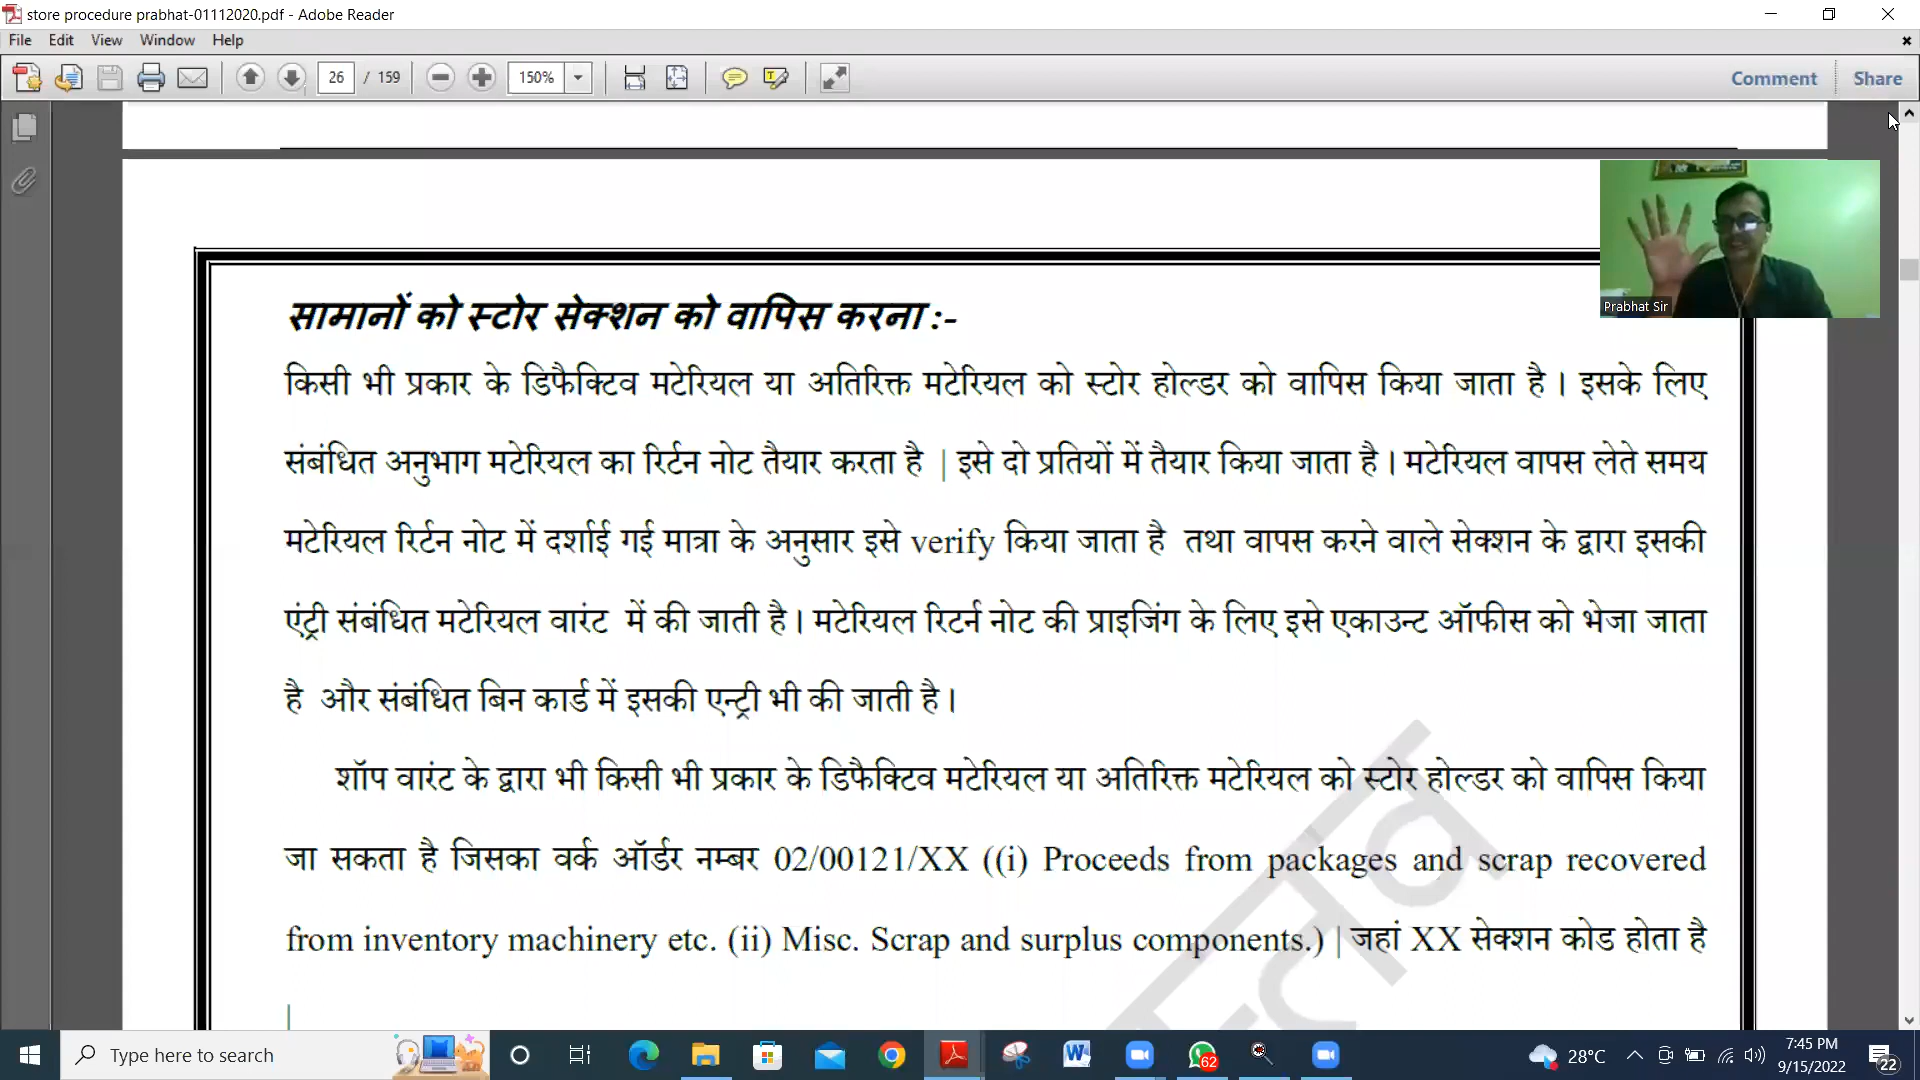 store procedure prabhat-01112020.pdf - Adobe Reader
File Edit View Window Help
26 / 159 150% Comment Share
Prabhat Sir
सामानों को स्टोर सेक्शन को वापिस करना :-
किसी भी प्रकार के डिफैक्टिव मटेरियल या अतिरिक्त मटेरियल को स्टोर होल्डर को वापिस किया जाता है । इसके लिए
संबंधित अनुभाग मटेरियल का रिर्टन नोट तैयार करता है | इसे दो प्रतियों में तैयार किया जाता है । मटेरियल वापस लेते समय
मटेरियल रिर्टन नोट में दर्शाई गई मात्रा के अनुसार इसे verify किया जाता है तथा वापस करने वाले सेक्शन के द्वारा इसकी
एंट्री संबंधित मटेरियल वारंट में की जाती है । मटेरियल रिटर्न नोट की प्राइजिंग के लिए इसे एकाउन्ट ऑफीस को भेजा जाता
है और संबंधित बिन कार्ड में इसकी एन्ट्री भी की जाती है ।
शॉप वारंट के द्वारा भी किसी भी प्रकार के डिफैक्टिव मटेरियल या अतिरिक्त मटेरियल को स्टोर होल्डर को वापिस किया
जा सकता है जिसका वर्क ऑर्डर नम्बर 02/00121/XX ((i) Proceeds from packages and scrap recovered
from inventory machinery etc. (ii) Misc. Scrap and surplus components.) | जहां XX सेक्शन कोड होता है
|
Type here to search
62
28°C
7:45 PM
9/15/2022
22